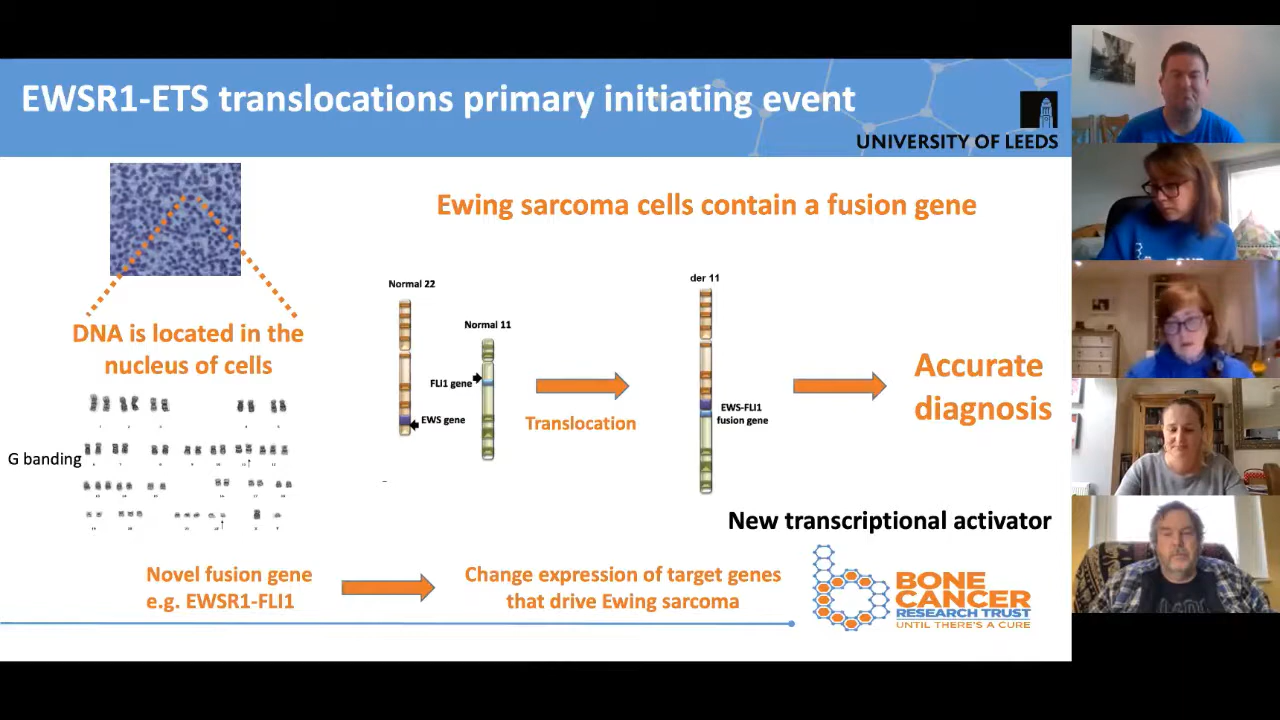 EWSR1-ETS translocations primary initiating event
UNIVERSITY OF LEEDS
Ewing sarcoma cells contain a fusion gene
DNA is located in the
nucleus of cells
G banding
Normal 22
Normal 11
FLI1 gene
EWS gene
Translocation
der 11
EWS-FLI1
fusion gene
Accurate
diagnosis
New transcriptional activator
Novel fusion gene
e.g. EWSR1-FLI1
Change expression of target genes
that drive Ewing sarcoma
BONE
CANCER
RESEARCH TRUST
UNTIL THERE'S A CURE